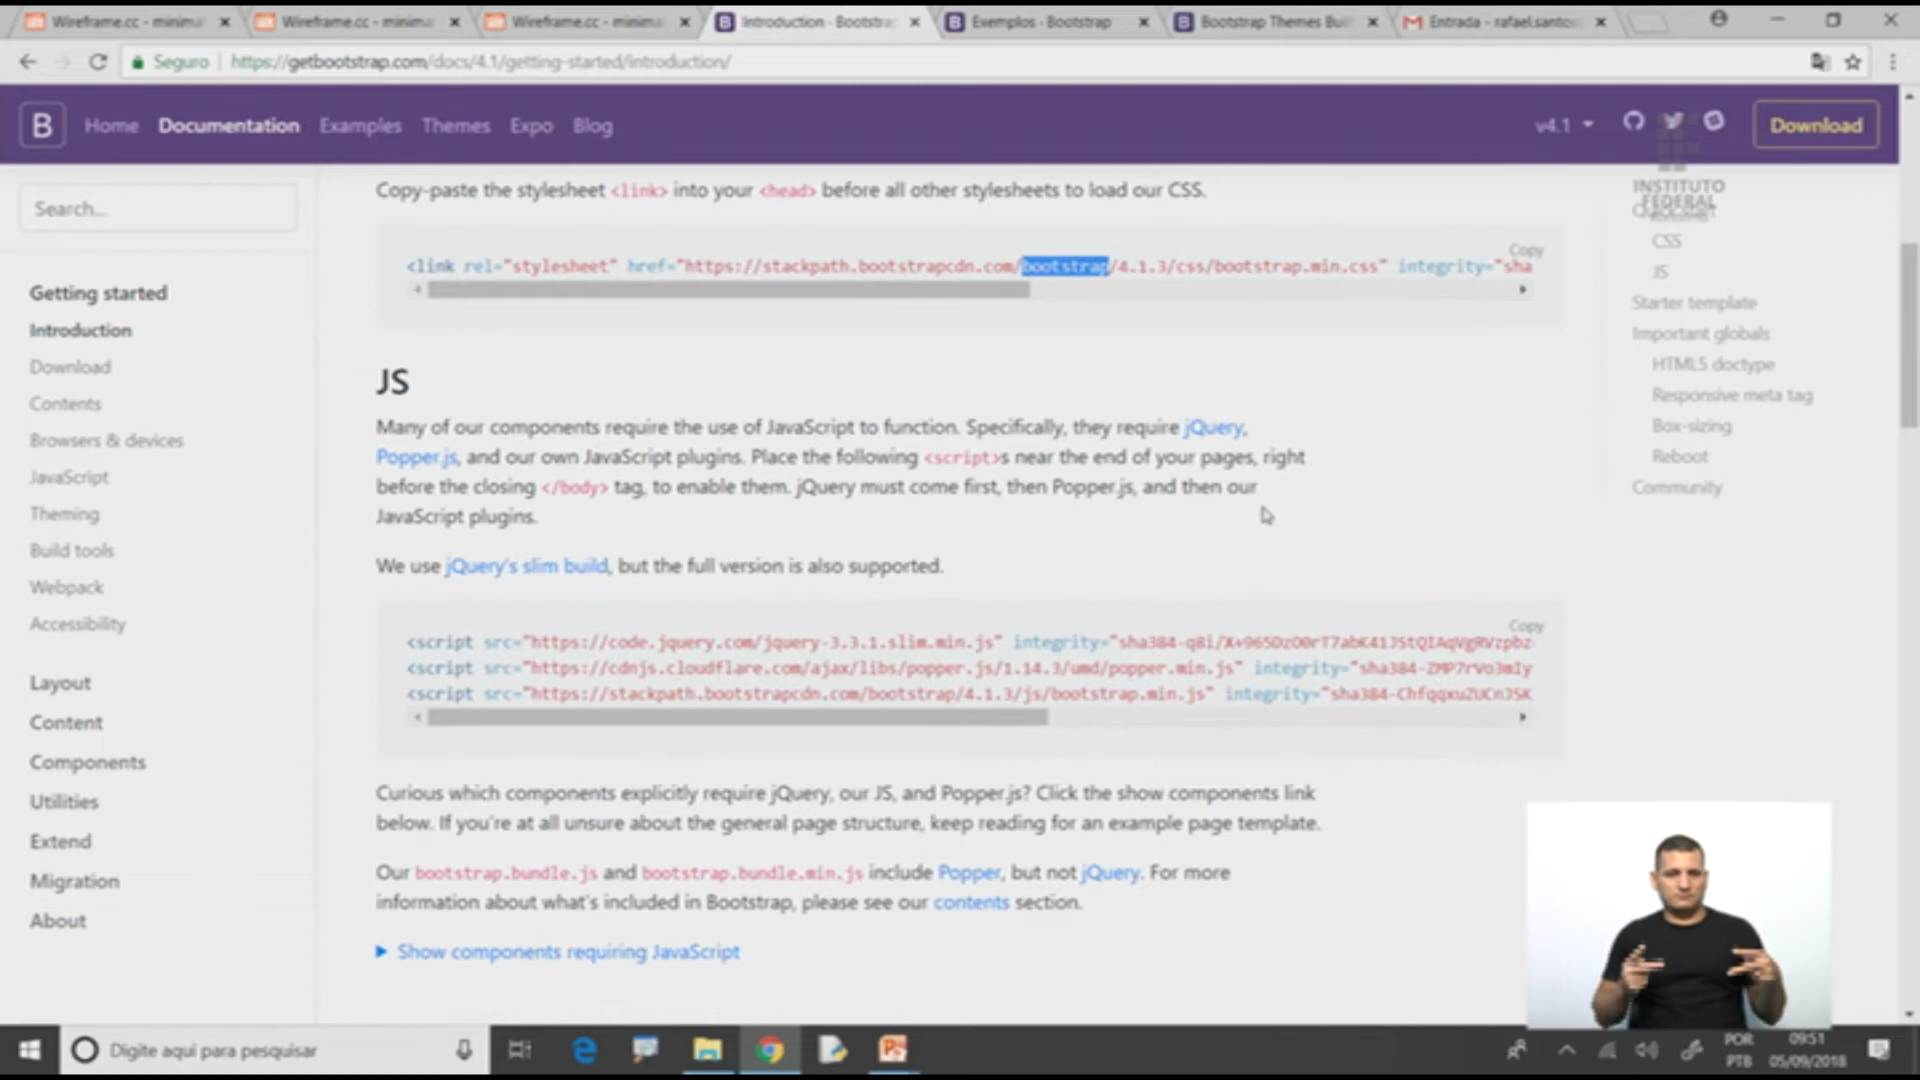 Wireframe.cc - minimal
Wireframe.cc - minimal
Wireframe.cc - minimal
Introduction · Bootstrap
Exemplos · Bootstrap
Bootstrap Themes Buil
Entrada - rafael.santos
Seguro
https://getbootstrap.com/docs/4.1/getting-started/introduction/
B
Home
Documentation
Examples
Themes
Expo
Blog
v4.1
Download
Search...
Getting started
Introduction
Download
Contents
Browsers & devices
JavaScript
Theming
Build tools
Webpack
Accessibility
Layout
Content
Components
Utilities
Extend
Migration
About
Copy-paste the stylesheet <link> into your <head> before all other stylesheets to load our CSS.
Copy
<link rel="stylesheet" href="https://stackpath.bootstrapcdn.com/bootstrap/4.1.3/css/bootstrap.min.css" integrity="sha
JS
Many of our components require the use of JavaScript to function. Specifically, they require jQuery,
Popper.js, and our own JavaScript plugins. Place the following <script>s near the end of your pages, right
before the closing </body> tag, to enable them. jQuery must come first, then Popper.js, and then our
JavaScript plugins.
We use jQuery's slim build, but the full version is also supported.
Copy
<script src="https://code.jquery.com/jquery-3.3.1.slim.min.js" integrity="sha384-q8i/X+965DzO0rT7abK41JStQIAqVgRVzpbz
<script src="https://cdnjs.cloudflare.com/ajax/libs/popper.js/1.14.3/umd/popper.min.js" integrity="sha384-ZMP7rVo3mIy
<script src="https://stackpath.bootstrapcdn.com/bootstrap/4.1.3/js/bootstrap.min.js" integrity="sha384-ChfqqxuZUCnJSK
Curious which components explicitly require jQuery, our JS, and Popper.js? Click the show components link
below. If you're at all unsure about the general page structure, keep reading for an example page template.
Our bootstrap.bundle.js and bootstrap.bundle.min.js include Popper, but not jQuery. For more
information about what's included in Bootstrap, please see our contents section.
Show components requiring JavaScript
INSTITUTO
FEDERAL
Quick start
CSS
JS
Starter template
Important globals
HTML5 doctype
Responsive meta tag
Box-sizing
Reboot
Community
Digite aqui para pesquisar
POR
PTB
09:51
05/09/2018